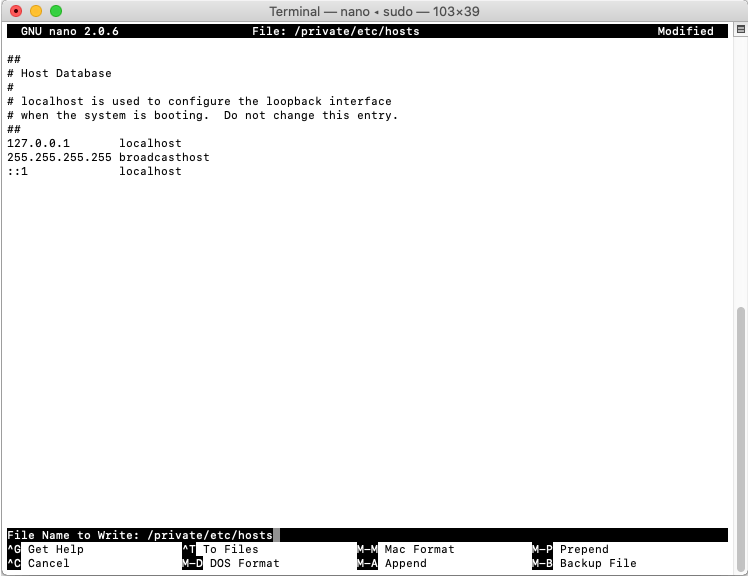 Terminal — nano ◂ sudo — 103×39
GNU nano 2.0.6 File: /private/etc/hosts Modified
##
# Host Database
#
# localhost is used to configure the loopback interface
# when the system is booting.  Do not change this entry.
##
127.0.0.1       localhost
255.255.255.255 broadcasthost
::1             localhost
File Name to Write: /private/etc/hosts
^G Get Help ^T To Files M-M Mac Format M-P Prepend
^C Cancel M-D DOS Format M-A Append M-B Backup File